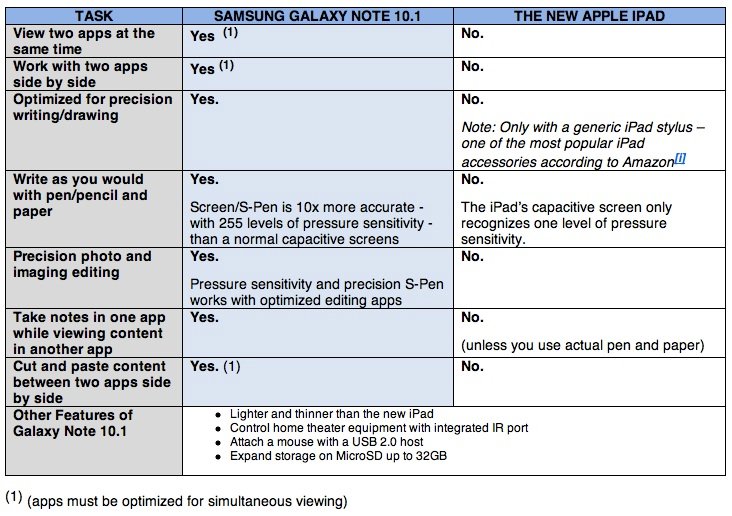 TASK SAMSUNG GALAXY NOTE 10.1 THE NEW APPLE IPAD
View two apps at the same time
Yes (1)
No.
Work with two apps side by side
Yes (1)
No.
Optimized for precision writing/drawing
Yes.
No.
Note: Only with a generic iPad stylus –
one of the most popular iPad
accessories according to Amazon[i]
Write as you would with pen/pencil and paper
Yes.
Screen/S-Pen is 10x more accurate -
with 255 levels of pressure sensitivity -
than a normal capacitive screens
No.
The iPad's capacitive screen only
recognizes one level of pressure
sensitivity.
Precision photo and imaging editing
Yes.
Pressure sensitivity and precision S-Pen
works with optimized editing apps
No.
Take notes in one app while viewing content in another app
Yes.
No.
(unless you use actual pen and paper)
Cut and paste content between two apps side by side
Yes. (1)
No.
Other Features of Galaxy Note 10.1
• Lighter and thinner than the new iPad
• Control home theater equipment with integrated IR port
• Attach a mouse with a USB 2.0 host
• Expand storage on MicroSD up to 32GB
(1) (apps must be optimized for simultaneous viewing)